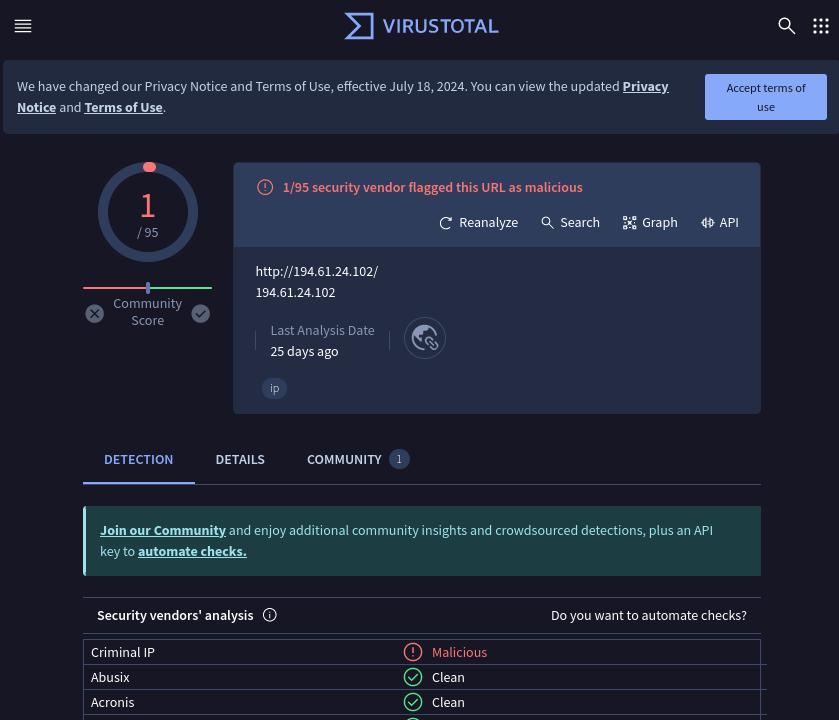 VIRUSTOTAL
We have changed our Privacy Notice and Terms of Use, effective July 18, 2024. You can view the updated Privacy
Notice and Terms of Use.
Accept terms of
use
1
/ 95
Community
Score
1/95 security vendor flagged this URL as malicious
Reanalyze
Search
Graph
API
http://194.61.24.102/
194.61.24.102
Last Analysis Date
25 days ago
ip
DETECTION
DETAILS
COMMUNITY 1
Join our Community and enjoy additional community insights and crowdsourced detections, plus an API
key to automate checks.
Security vendors' analysis
Do you want to automate checks?
Criminal IP
Malicious
Abusix
Clean
Acronis
Clean